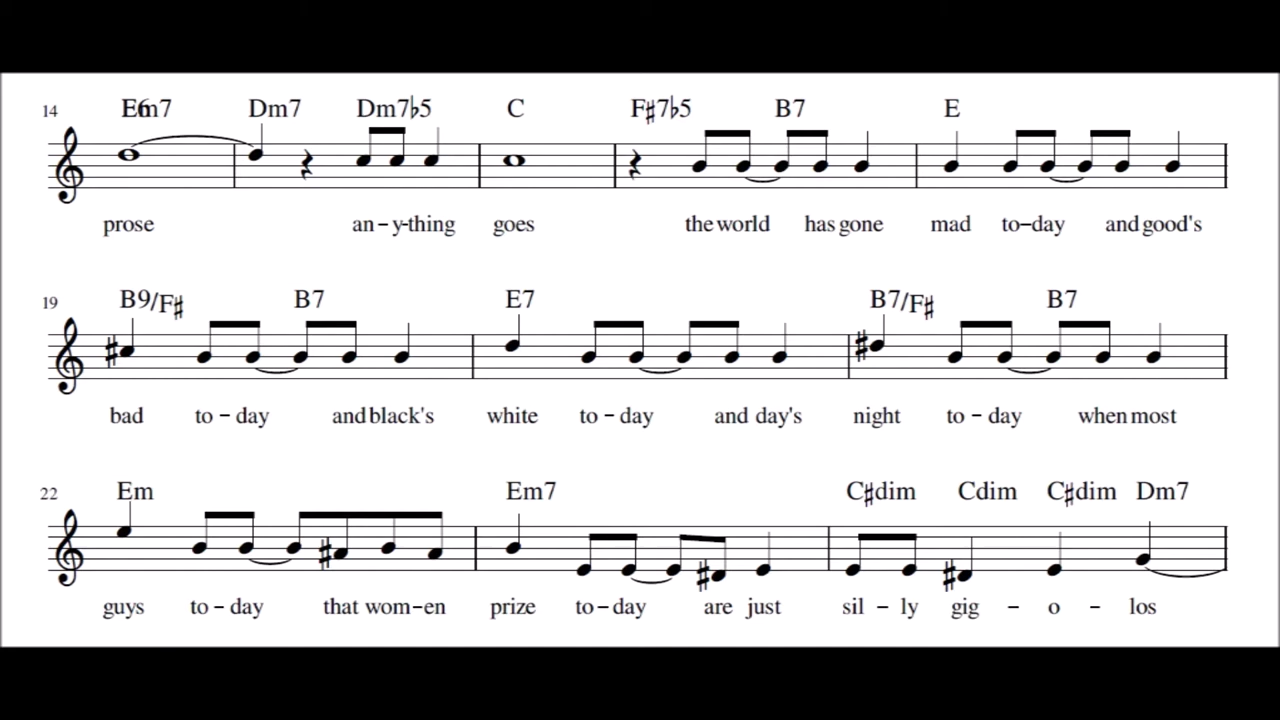 14 Em7 Dm7 Dm7♭5 C F♯7♭5 B7 E
prose an–y-thing goes the world has gone mad to–day and good's
19 B9/F♯ B7 E7 B7/F♯ B7
bad to–day and black's white to–day and day's night to–day when most
22 Em Em7 C♯dim Cdim C♯dim Dm7
guys to–day that wom–en prize to–day are just sil–ly gig–o–los